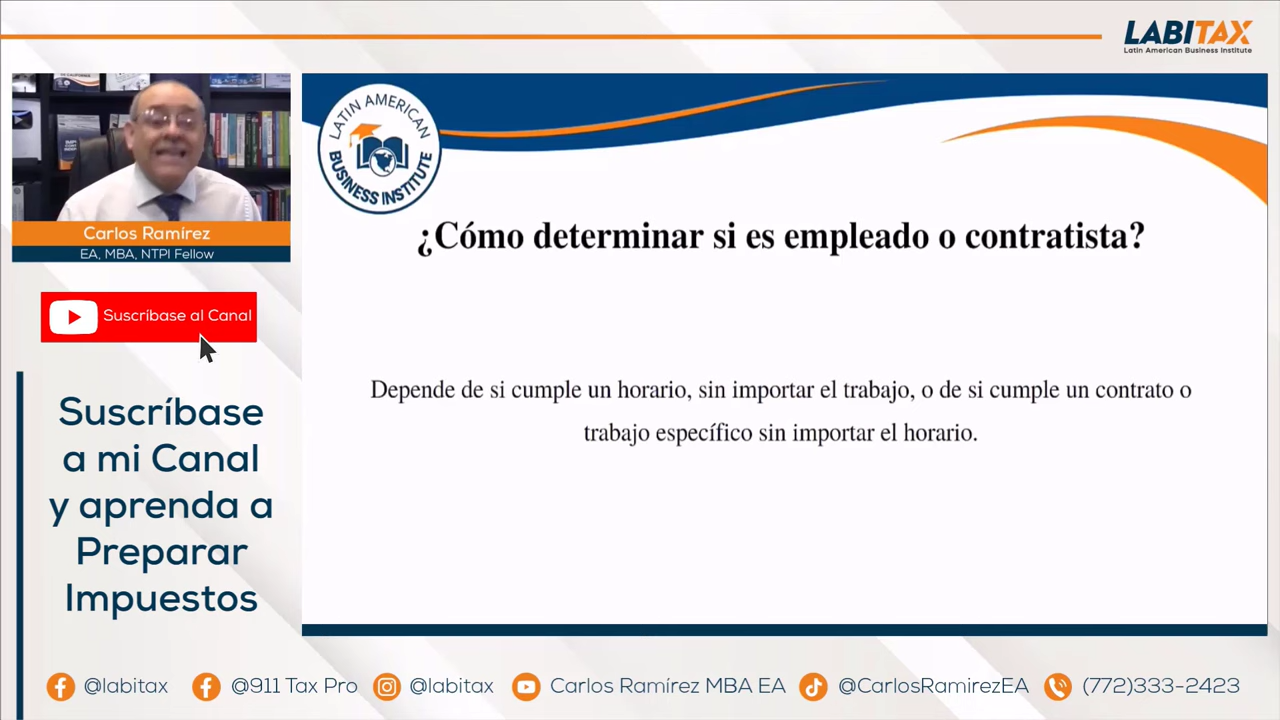 LABITAX
Latin American Business Institute
LATIN AMERICAN
BUSINESS INSTITUTE
Carlos Ramírez
EA, MBA, NTPI Fellow
¿Cómo determinar si es empleado o contratista?
Depende de si cumple un horario, sin importar el trabajo, o de si cumple un contrato o
trabajo específico sin importar el horario.
Suscríbase al Canal
Suscríbase
a mi Canal
y aprenda a
Preparar
Impuestos
@labitax
@911 Tax Pro
@labitax
Carlos Ramírez MBA EA
@CarlosRamirezEA
(772)333-2423